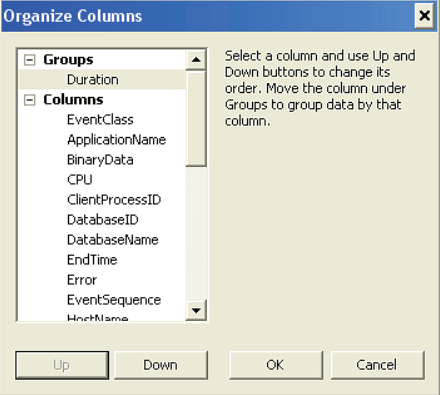 Organize Columns
Groups
Duration
Columns
EventClass
ApplicationName
BinaryData
CPU
ClientProcessID
DatabaseID
DatabaseName
EndTime
Error
EventSequence
HostName
Select a column and use Up and
Down buttons to change its
order. Move the column under
Groups to group data by that
column.
Up
Down
OK
Cancel